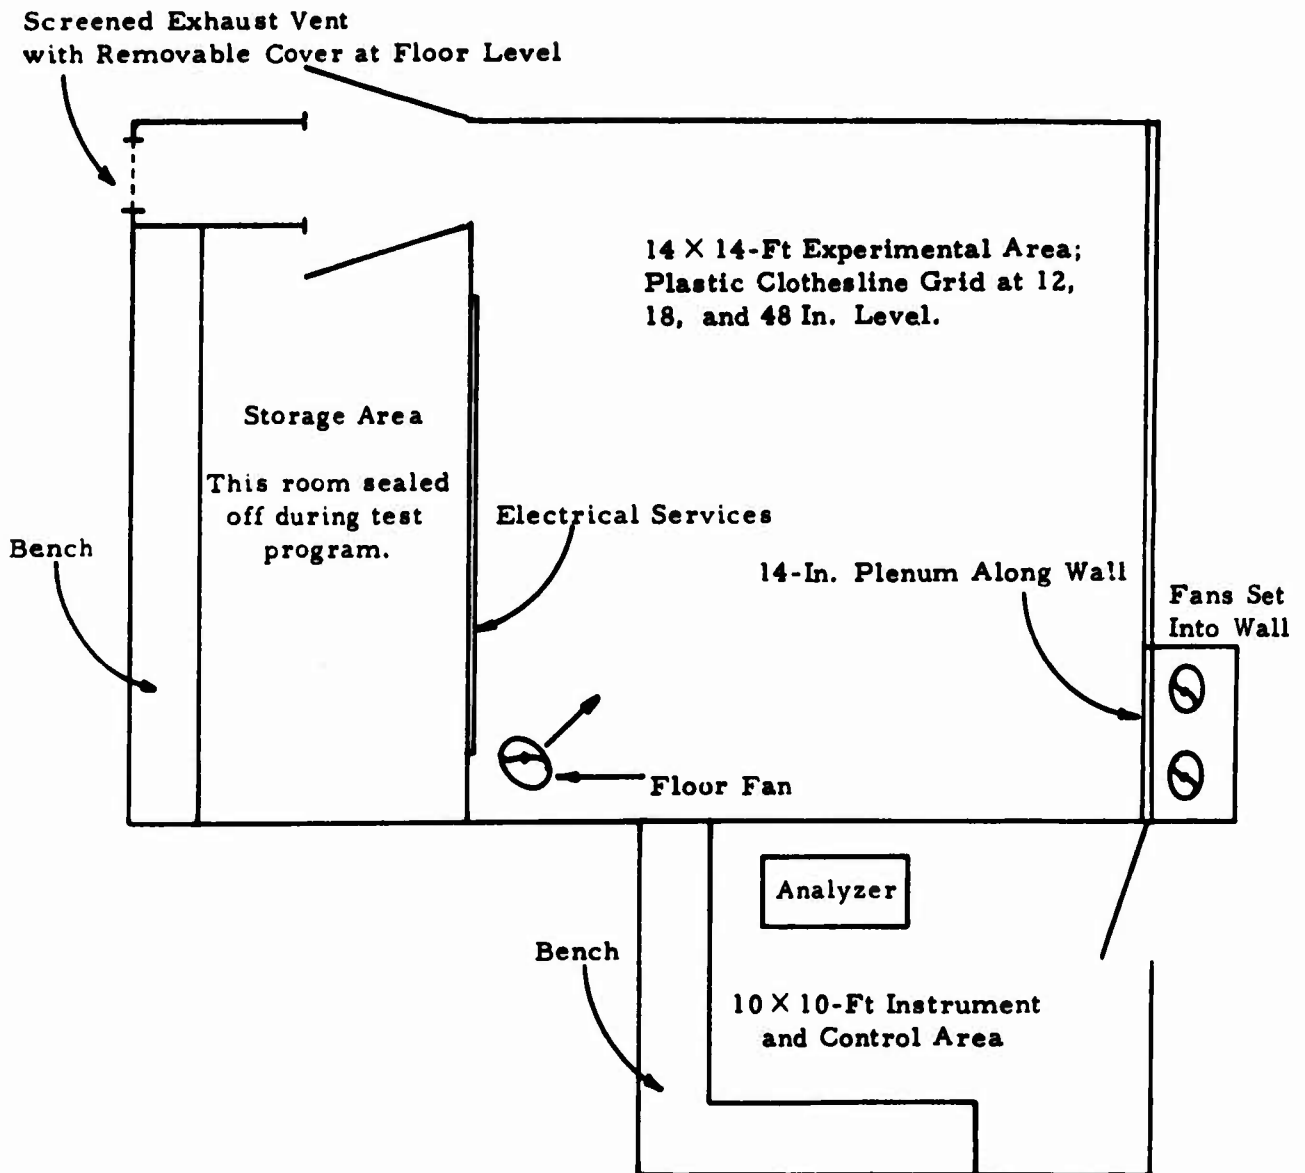 Screened Exhaust Vent
with Removable Cover at Floor Level
14 × 14-Ft Experimental Area;
Plastic Clothesline Grid at 12,
18, and 48 In. Level.
Storage Area
This room sealed
off during test
program.
Electrical Services
Bench
14-In. Plenum Along Wall
Fans Set
Into Wall
Floor Fan
Analyzer
Bench
10 × 10-Ft Instrument
and Control Area